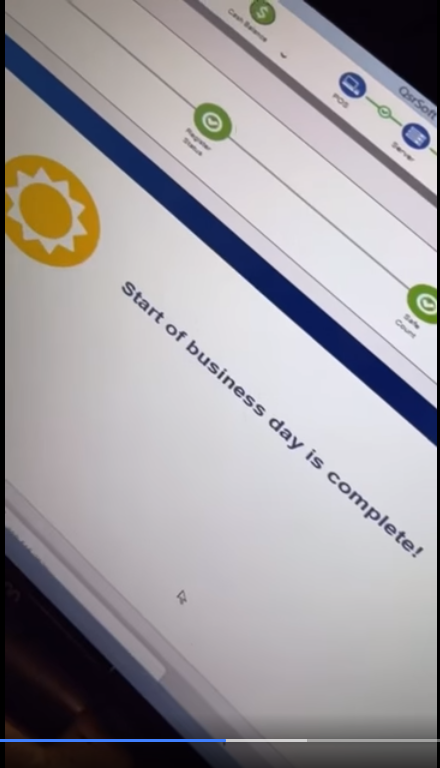 Cash Balance
QsrSoft
POS
Server
Register
Status
Safe
Count
Start of business day is complete!